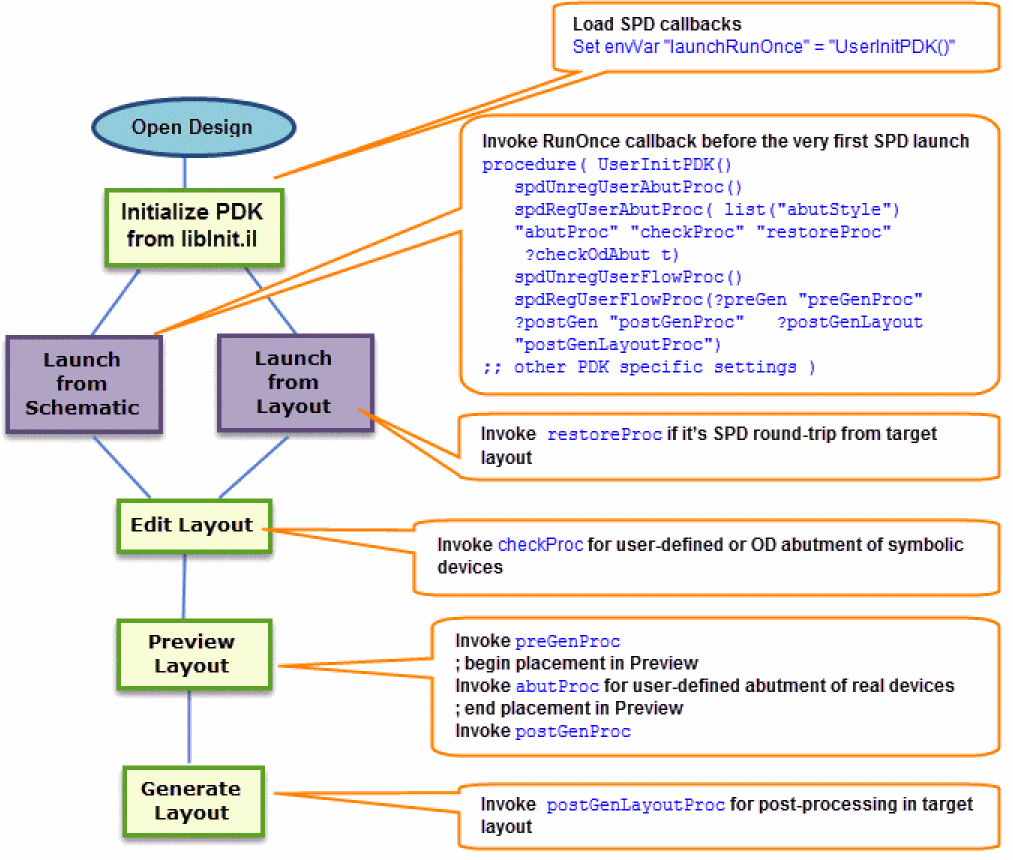 Load SPD callbacks
Set envVar "launchRunOnce" = "UserInitPDK()"
Open Design
Invoke RunOnce callback before the very first SPD launch
procedure( UserInitPDK()
spdUnregUserAbutProc()
spdRegUserAbutProc( list("abutStyle")
"abutProc" "checkProc" "restoreProc"
?checkOdAbut t)
spdUnregUserFlowProc()
spdRegUserFlowProc(?preGen "preGenProc"
?postGen "postGenProc" ?postGenLayout
"postGenLayoutProc")
;; other PDK specific settings )
Initialize PDK
from libInit.il
Launch
from
Schematic
Launch
from
Layout
Invoke restoreProc if it's SPD round-trip from target
layout
Edit Layout
Invoke checkProc for user-defined or OD abutment of symbolic
devices
Preview
Layout
Invoke preGenProc
; begin placement in Preview
Invoke abutProc for user-defined abutment of real devices
; end placement in Preview
Invoke postGenProc
Generate
Layout
Invoke postGenLayoutProc for post-processing in target
layout